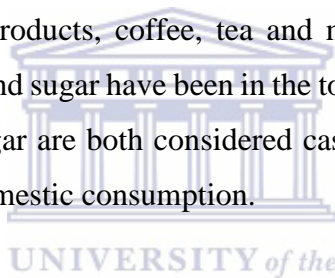 roducts, coffee, tea and
nd sugar have been in the to
gar are both considered cas
mestic consumption.
UNIVERSITY of the